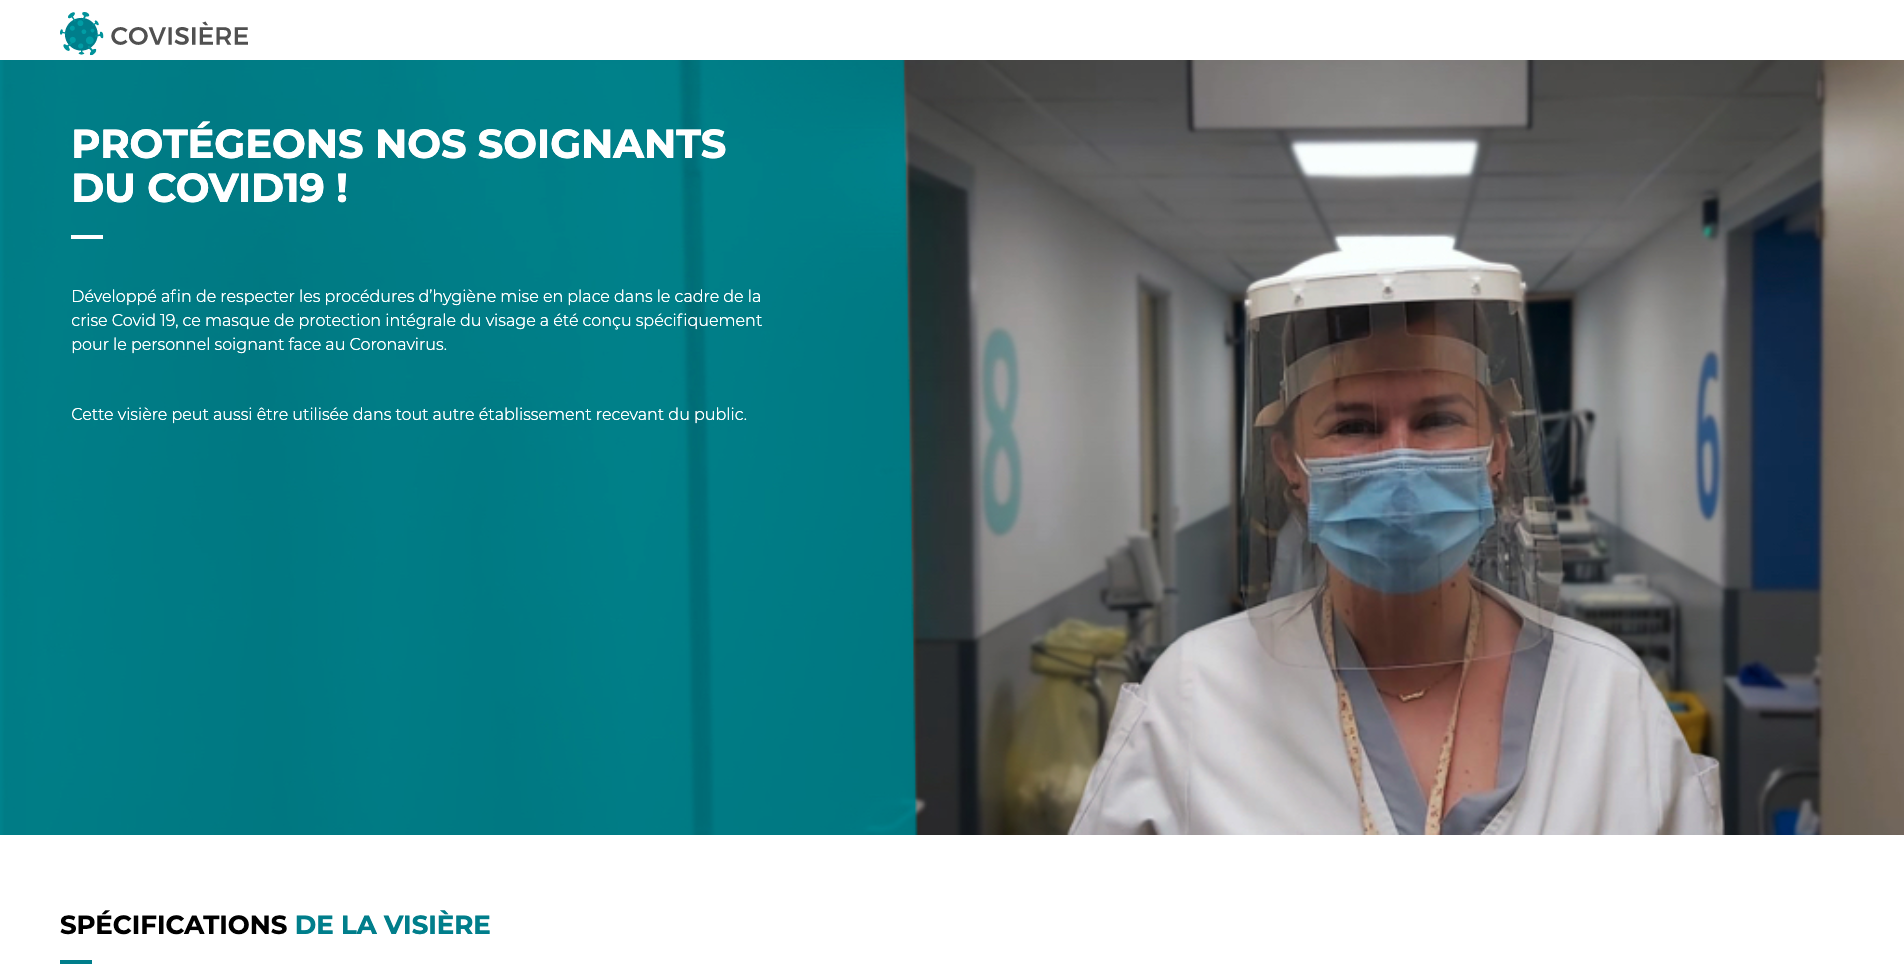 COVISIÈRE
PROTÉGEONS NOS SOIGNANTS
DU COVID19 !
Développé afin de respecter les procédures d’hygiène mise en place dans le cadre de la
crise Covid 19, ce masque de protection intégrale du visage a été conçu spécifiquement
pour le personnel soignant face au Coronavirus.
Cette visière peut aussi être utilisée dans tout autre établissement recevant du public.
8
6
SPÉCIFICATIONS DE LA VISIÈRE